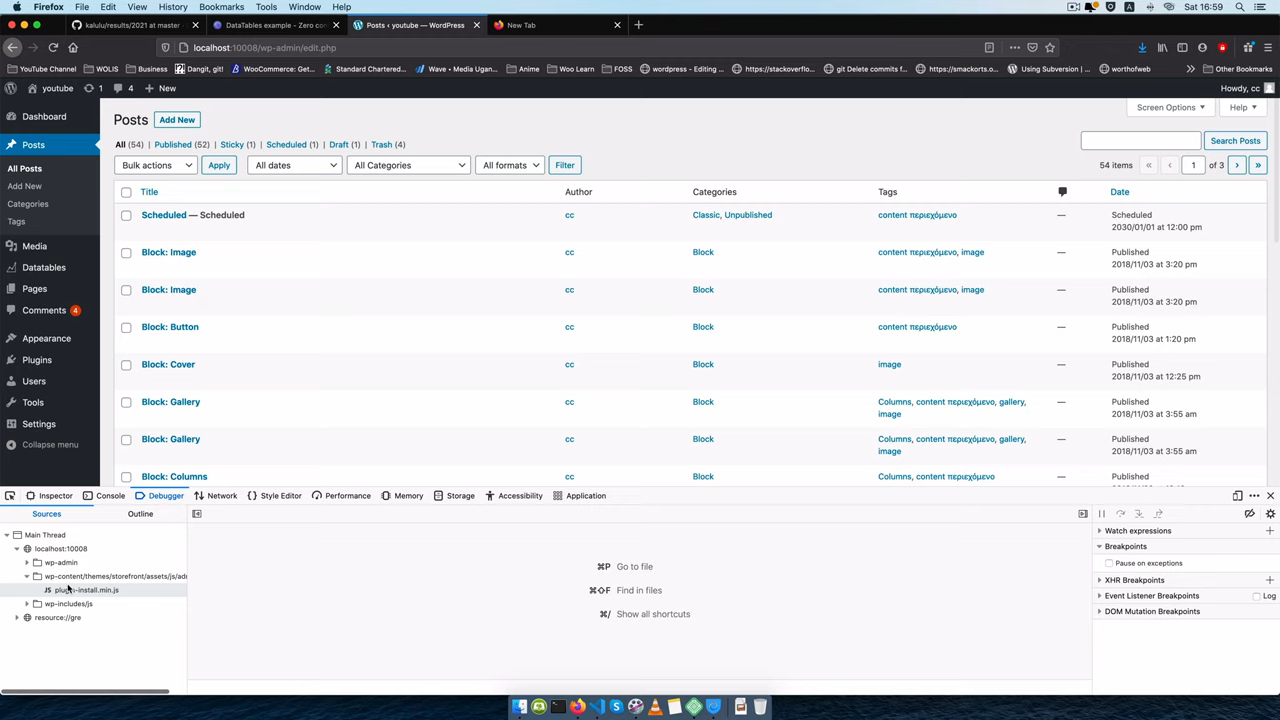 Firefox File Edit View History Bookmarks Tools Window Help Sat 16:59
kalulu/results/2021 at master DataTables example - Zero co Posts ‹ youtube — WordPress New Tab
localhost:10008/wp-admin/edit.php
YouTube Channel WOLIS Business Dangit, git! WooCommerce: Get... Standard Chartered... Wave • Media Ugan... Anime Woo Learn FOSS wordpress - Editing ... https://stackoverflo... git Delete commits f... https://smackorts.o... Using Subversion | ... worthofweb Other Bookmarks
youtube 1 4 New Howdy, cc
Dashboard
Posts
All Posts
Add New
Categories
Tags
Media
Datatables
Pages
Comments 4
Appearance
Plugins
Users
Tools
Settings
Collapse menu
Screen Options Help
Posts Add New
All (54) Published (52) Sticky (1) Scheduled (1) Draft (1) Trash (4)
Search Posts
Bulk actions Apply All dates All Categories All formats Filter 54 items « ‹ 1 of 3 › »
Title Author Categories Tags Date
Scheduled — Scheduled cc Classic, Unpublished content περιεχόμενο — Scheduled
2030/01/01 at 12:00 pm
Block: Image cc Block content περιεχόμενο, image — Published
2018/11/03 at 3:20 pm
Block: Image cc Block content περιεχόμενο, image — Published
2018/11/03 at 3:20 pm
Block: Button cc Block content περιεχόμενο — Published
2018/11/03 at 1:20 pm
Block: Cover cc Block image — Published
2018/11/03 at 12:25 pm
Block: Gallery cc Block Columns, content περιεχόμενο, gallery, — Published
image 2018/11/03 at 3:55 am
Block: Gallery cc Block Columns, content περιεχόμενο, gallery, — Published
image 2018/11/03 at 3:55 am
Block: Columns cc Block Columns, content περιεχόμενο — Published
Inspector Console Debugger Network Style Editor Performance Memory Storage Accessibility Application
Sources Outline
Main Thread
localhost:10008
wp-admin
wp-content/themes/storefront/assets/js/adr
JS plugin-install.min.js
wp-includes/js
resource://gre
⌘P Go to file
⌘⇧F Find in files
⌘/ Show all shortcuts
Watch expressions
Breakpoints
Pause on exceptions
XHR Breakpoints
Event Listener Breakpoints Log
DOM Mutation Breakpoints